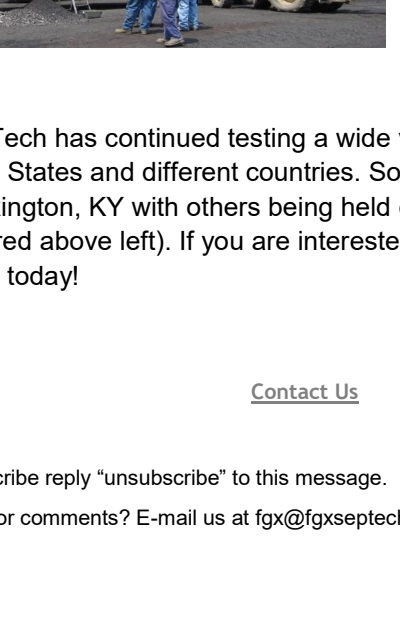 Tech has continued testing a wide
States and different countries. So
ington, KY with others being held
red above left). If you are intereste
today!
Contact Us
cribe reply “unsubscribe” to this message.
or comments? E-mail us at fgx@fgxseptech